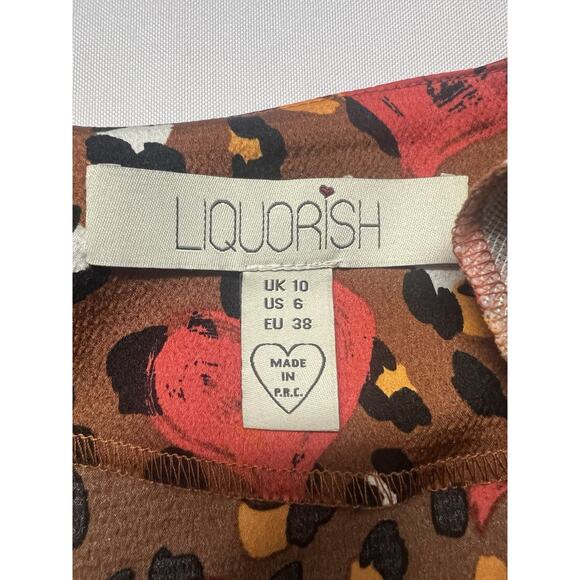 LIQUORISH
UK 10
US 6
EU 38
MADE
IN
P.R.C.